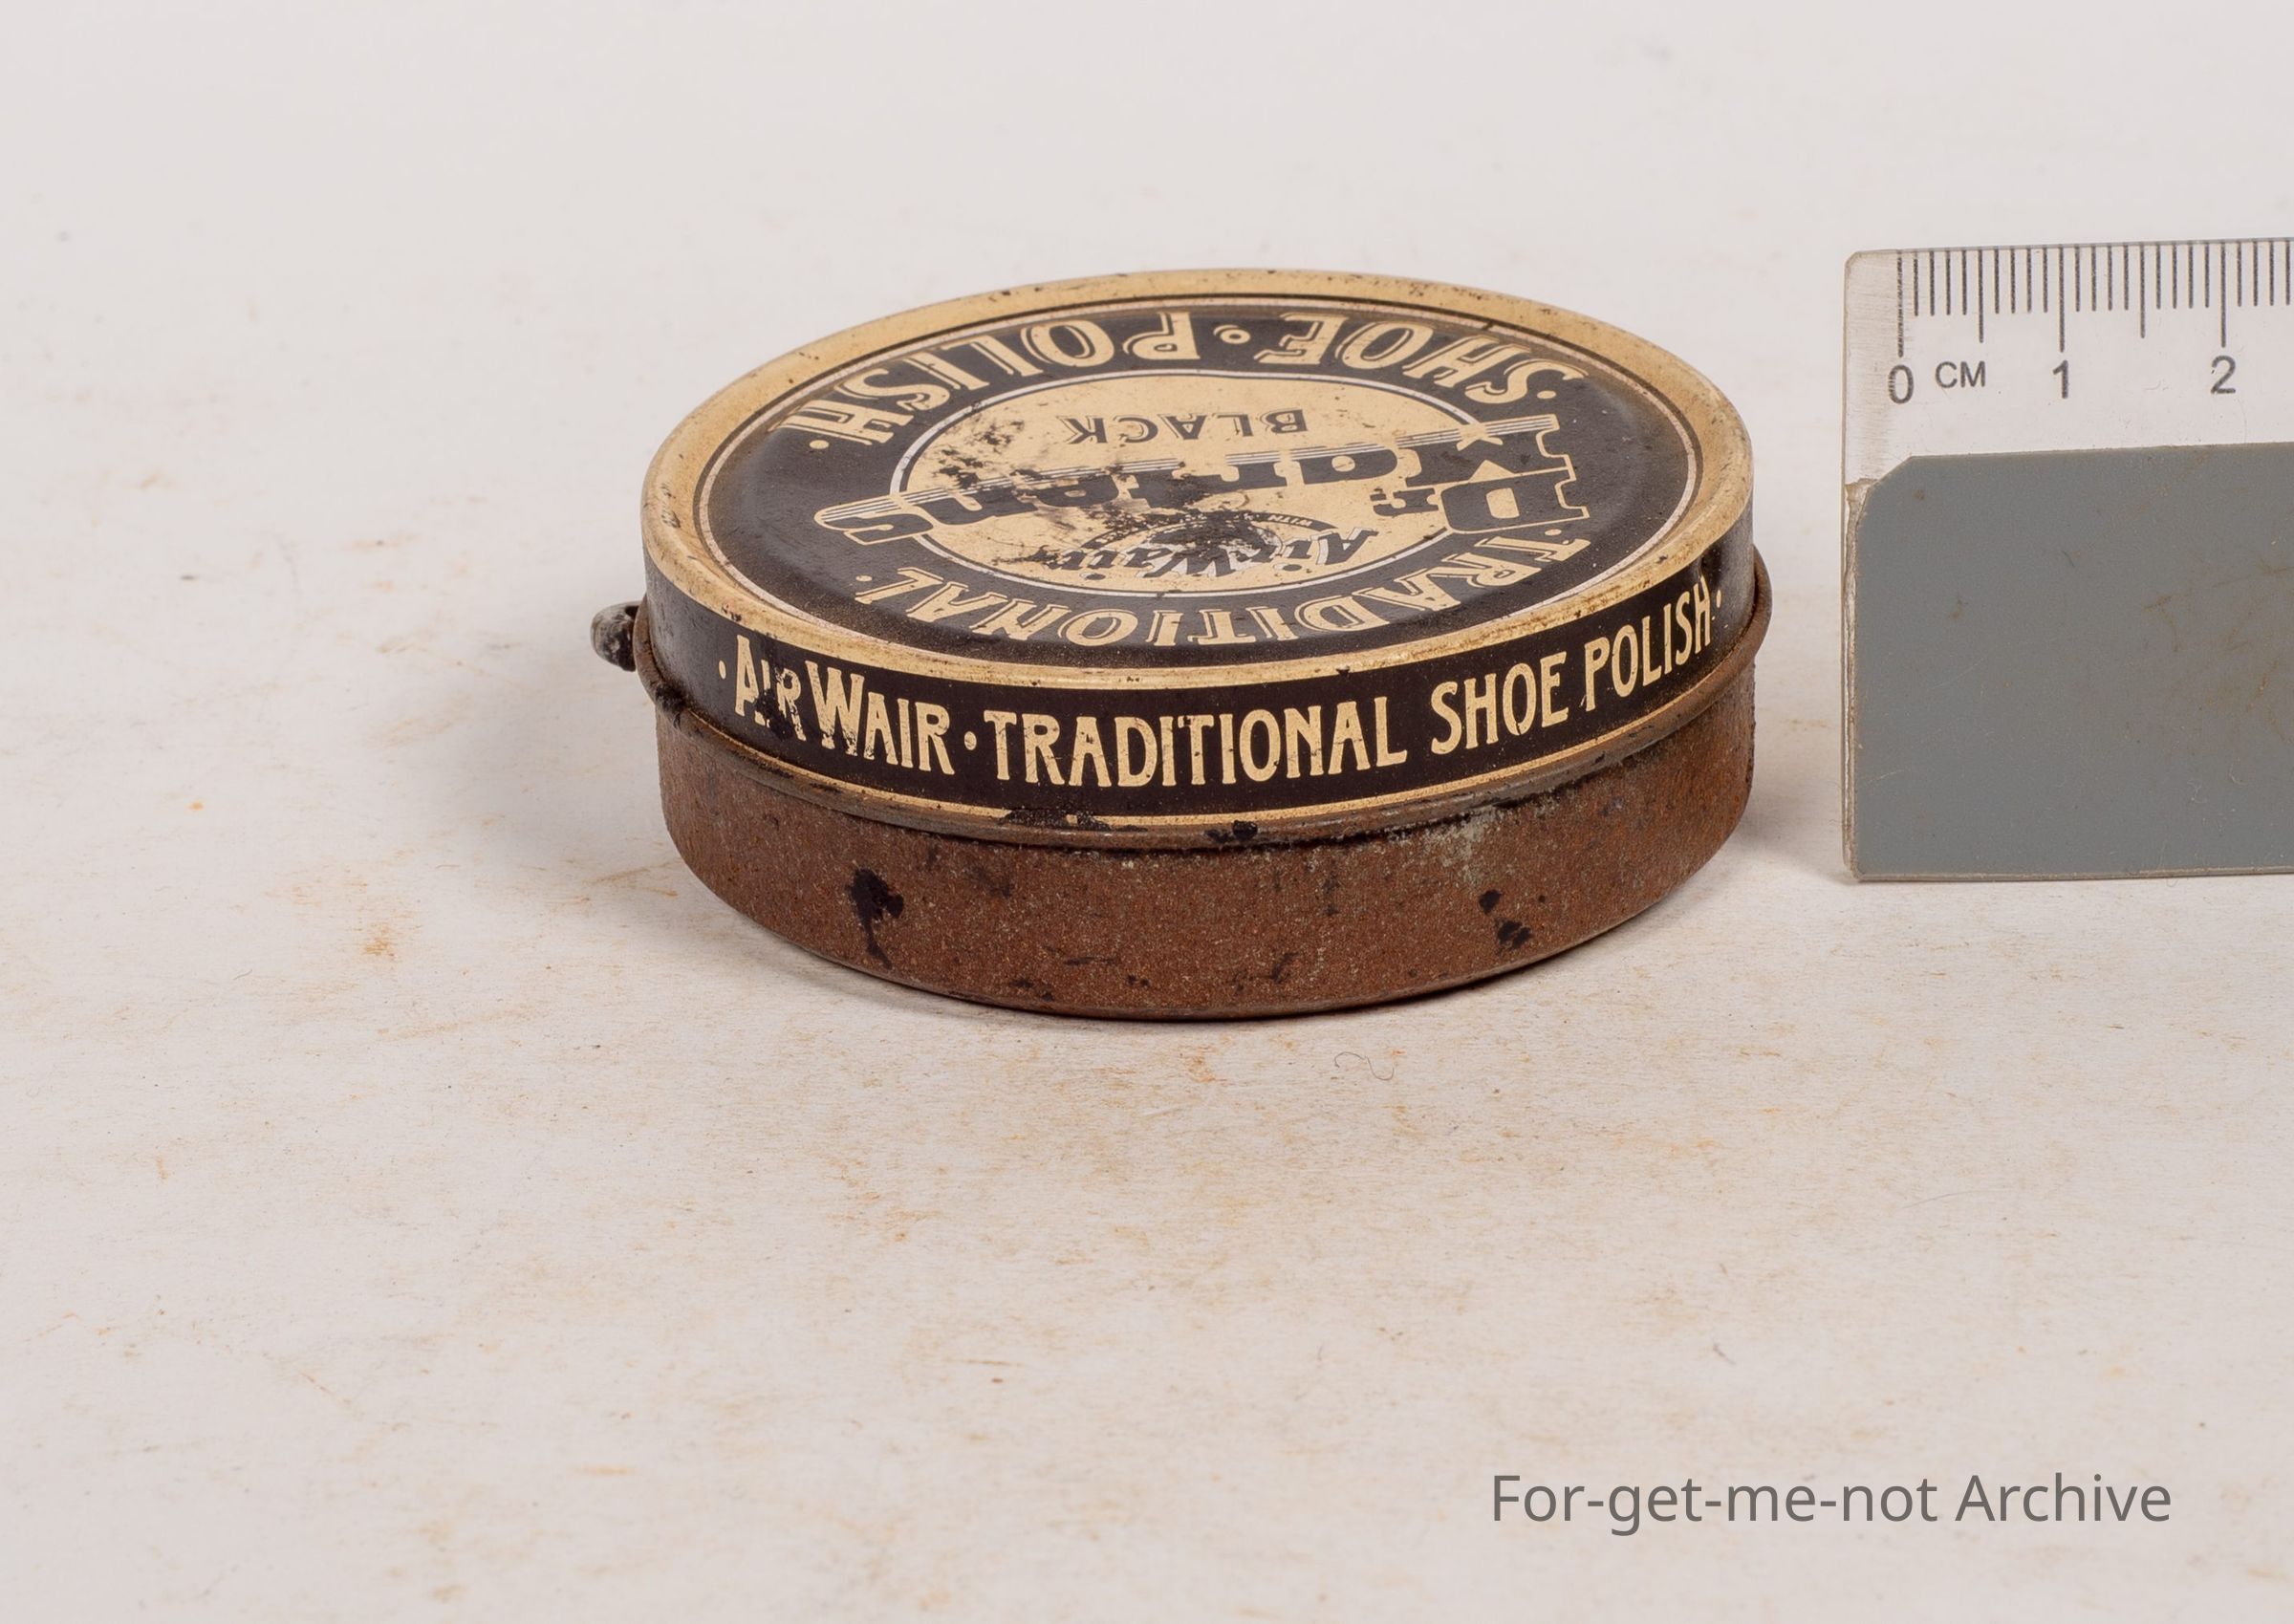 ·TRADITIONAL·
AirWair
WITH
DR. MARTENS
BLACK
·SHOE·POLISH·
·AIRWAIR·TRADITIONAL SHOE POLISH·
0 CM 1 2
For-get-me-not Archive